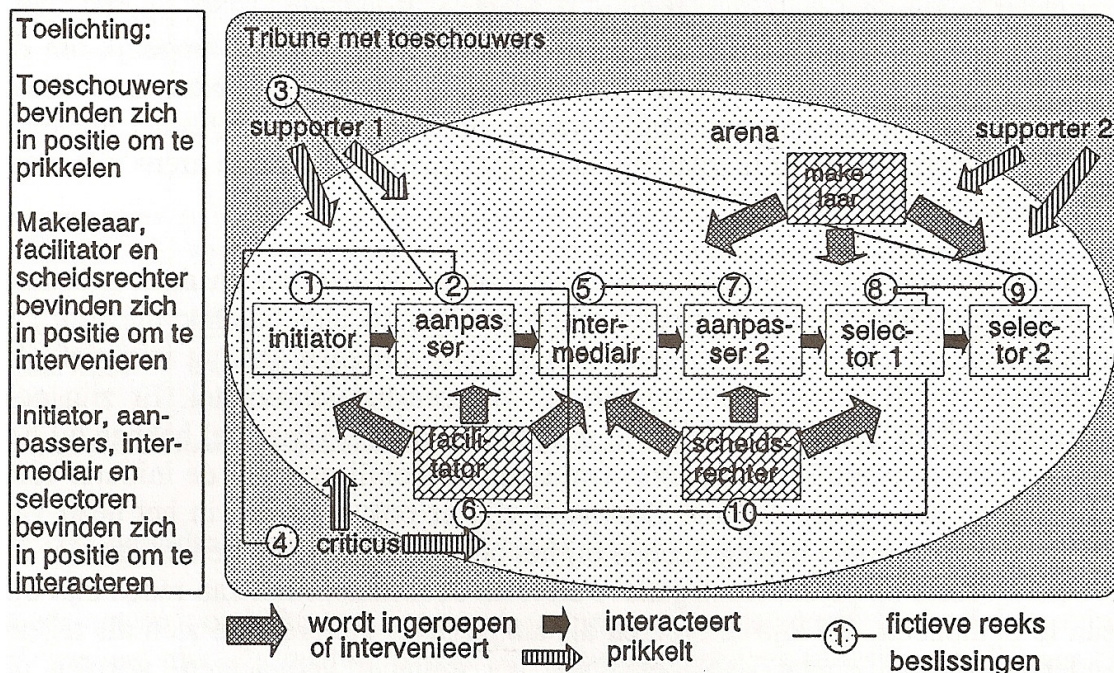 Toelichting:
Toeschouwers
bevinden zich
in positie om te
prikkelen
Makeleaar,
facilitator en
scheidsrechter
bevinden zich
in positie om te
intervenieren
Initiator, aan-
passers, inter-
mediair en
selectoren
bevinden zich
in positie om te
interacteren
Tribune met toeschouwers
3
supporter 1
arena
supporter 2
make
laar
1
2
5
7
8
9
initiator
aanpas
ser
inter-
mediair
aanpas-
ser 2
selec-
tor 1
selec-
tor 2
facili-
tator
scheids-
rechter
6
10
4
criticus
wordt ingeroepen
of intervenieert
interacteert
prikkelt
1
fictieve reeks
beslissingen